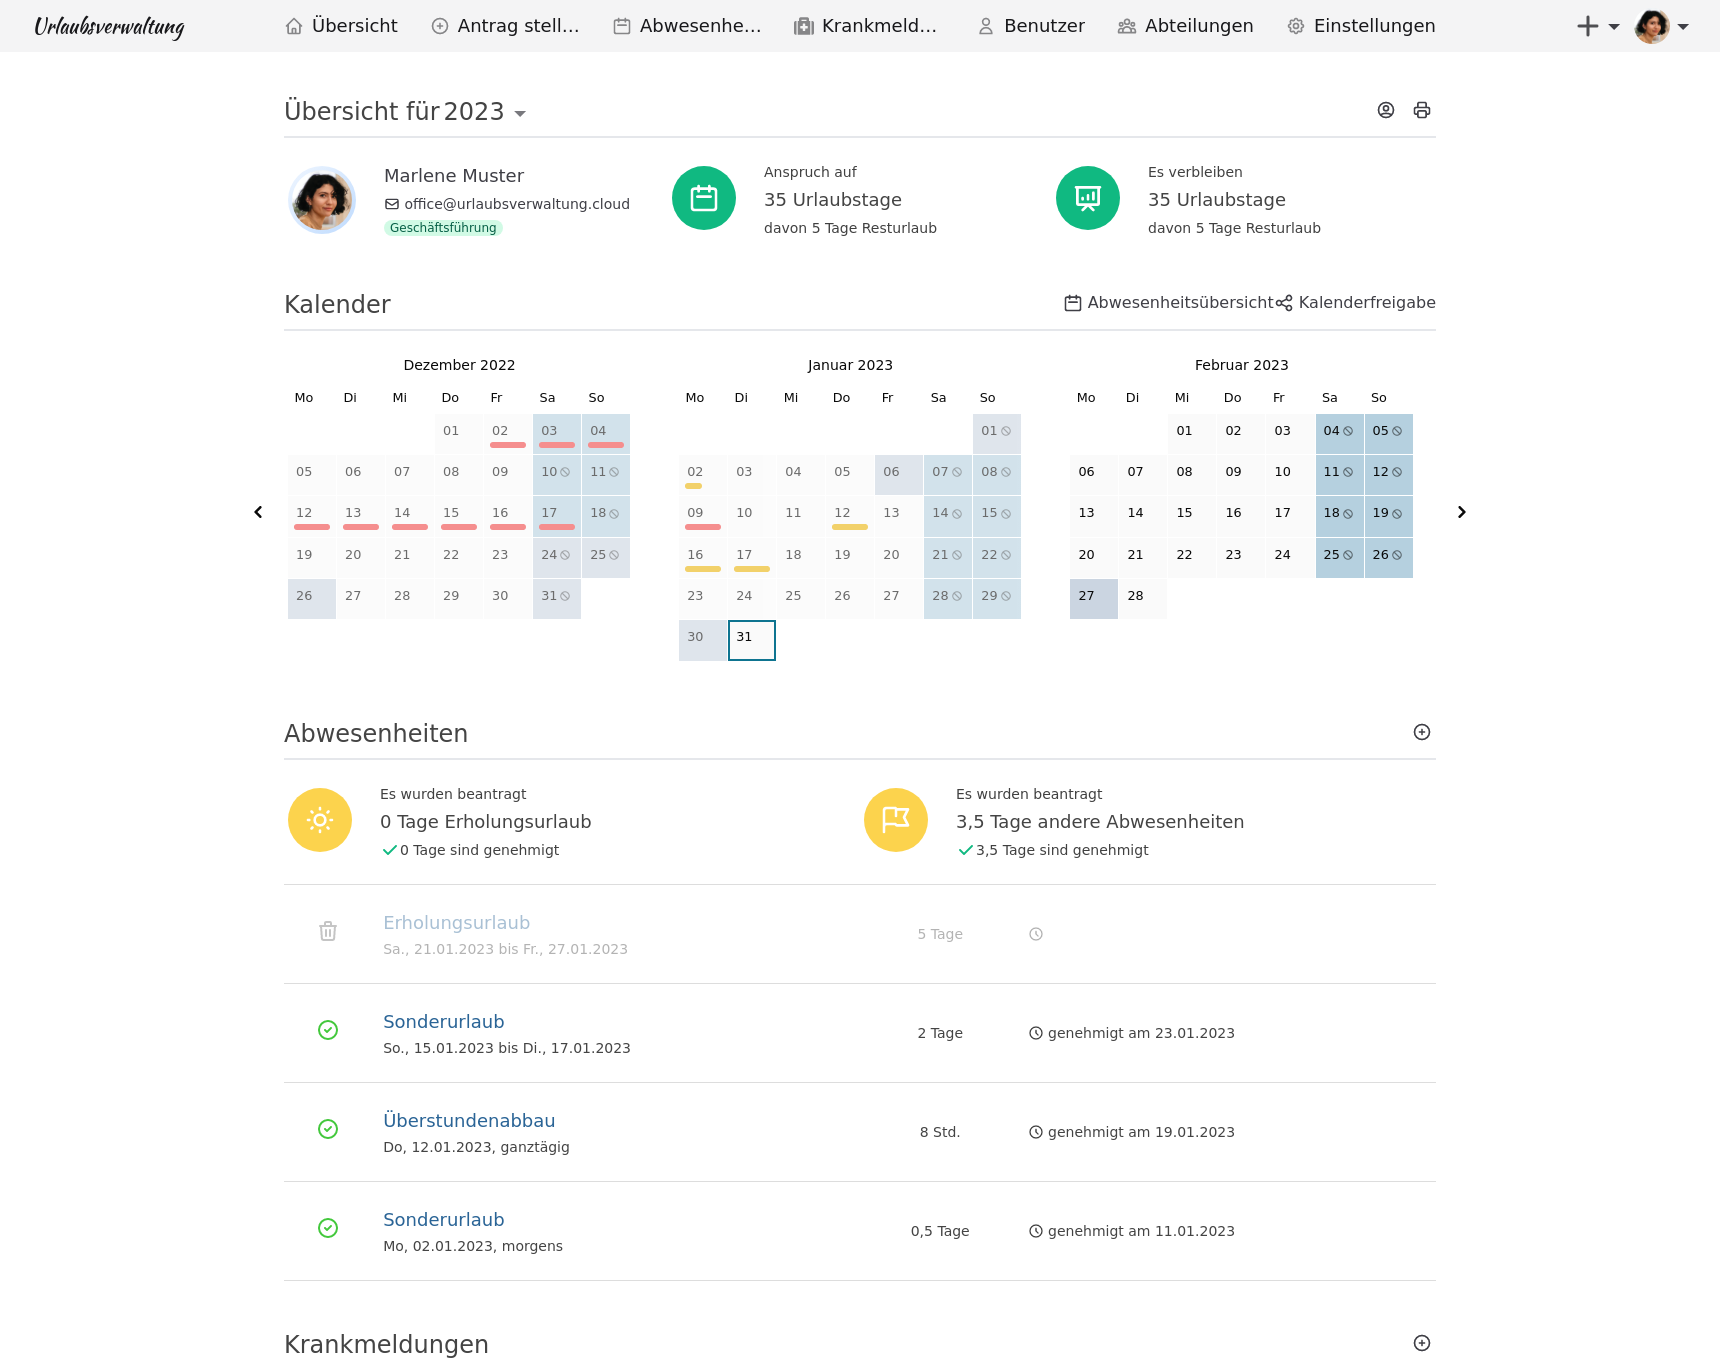 Urlaubsverwaltung
Übersicht
Antrag stell...
Abwesenhe...
Krankmeld...
Benutzer
Abteilungen
Einstellungen
Übersicht für 2023
Marlene Muster
office@urlaubsverwaltung.cloud
Geschäftsführung
Anspruch auf
35 Urlaubstage
davon 5 Tage Resturlaub
Es verbleiben
35 Urlaubstage
davon 5 Tage Resturlaub
Kalender
Abwesenheitsübersicht
Kalenderfreigabe
Dezember 2022
Mo Di Mi Do Fr Sa So
01 02 03 04
05 06 07 08 09 10 11
12 13 14 15 16 17 18
19 20 21 22 23 24 25
26 27 28 29 30 31
Januar 2023
Mo Di Mi Do Fr Sa So
01
02 03 04 05 06 07 08
09 10 11 12 13 14 15
16 17 18 19 20 21 22
23 24 25 26 27 28 29
30 31
Februar 2023
Mo Di Mi Do Fr Sa So
01 02 03 04 05
06 07 08 09 10 11 12
13 14 15 16 17 18 19
20 21 22 23 24 25 26
27 28
Abwesenheiten
Es wurden beantragt
0 Tage Erholungsurlaub
0 Tage sind genehmigt
Es wurden beantragt
3,5 Tage andere Abwesenheiten
3,5 Tage sind genehmigt
Erholungsurlaub
Sa., 21.01.2023 bis Fr., 27.01.2023
5 Tage
Sonderurlaub
So., 15.01.2023 bis Di., 17.01.2023
2 Tage
genehmigt am 23.01.2023
Überstundenabbau
Do, 12.01.2023, ganztägig
8 Std.
genehmigt am 19.01.2023
Sonderurlaub
Mo, 02.01.2023, morgens
0,5 Tage
genehmigt am 11.01.2023
Krankmeldungen